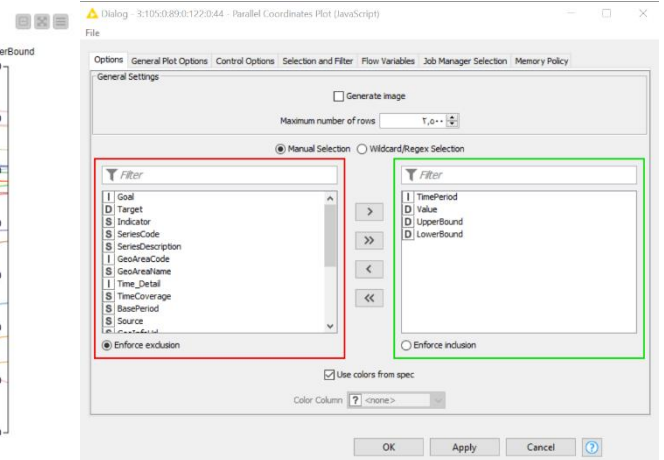 erBound
Dialog - 3:105:0:89:0:122:0:44 - Parallel Coordinates Plot (JavaScript)
File
Options General Plot Options Control Options Selection and Filter Flow Variables Job Manager Selection Memory Policy
General Settings
Generate image
Maximum number of rows ٢,٥٠٠
Manual Selection Wildcard/Regex Selection
Filter
I Goal
D Target
S Indicator
S SeriesCode
S SeriesDescription
I GeoAreaCode
S GeoAreaName
I Time_Detail
S TimeCoverage
S BasePeriod
S Source
S GeoInfoUrl
Enforce exclusion
>
>>
<
<<
Filter
I TimePeriod
D Value
D UpperBound
D LowerBound
Enforce inclusion
Use colors from spec
Color Column ? <none>
OK Apply Cancel ?